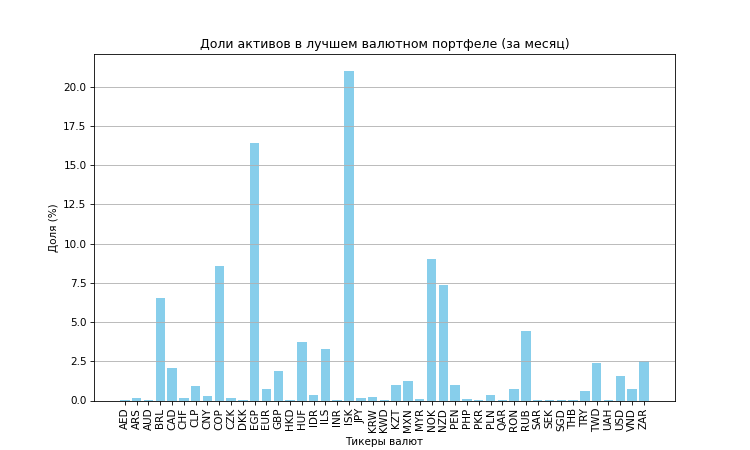 Доли активов в лучшем валютном портфеле (за месяц)
Доля (%)
20.0
17.5
15.0
12.5
10.0
7.5
5.0
2.5
0.0
AED
ARS
AUD
BRL
CAD
CHF
CLP
CNY
COP
CZK
DKK
EGP
EUR
GBP
HKD
HUF
IDR
ILS
INR
ISK
JPY
KRW
KWD
KZT
MXN
MYR
NOK
NZD
PEN
PHP
PKR
PLN
QAR
RON
RUB
SAR
SEK
SGD
THB
TRY
TWD
UAH
USD
VND
ZAR
Тикеры валют